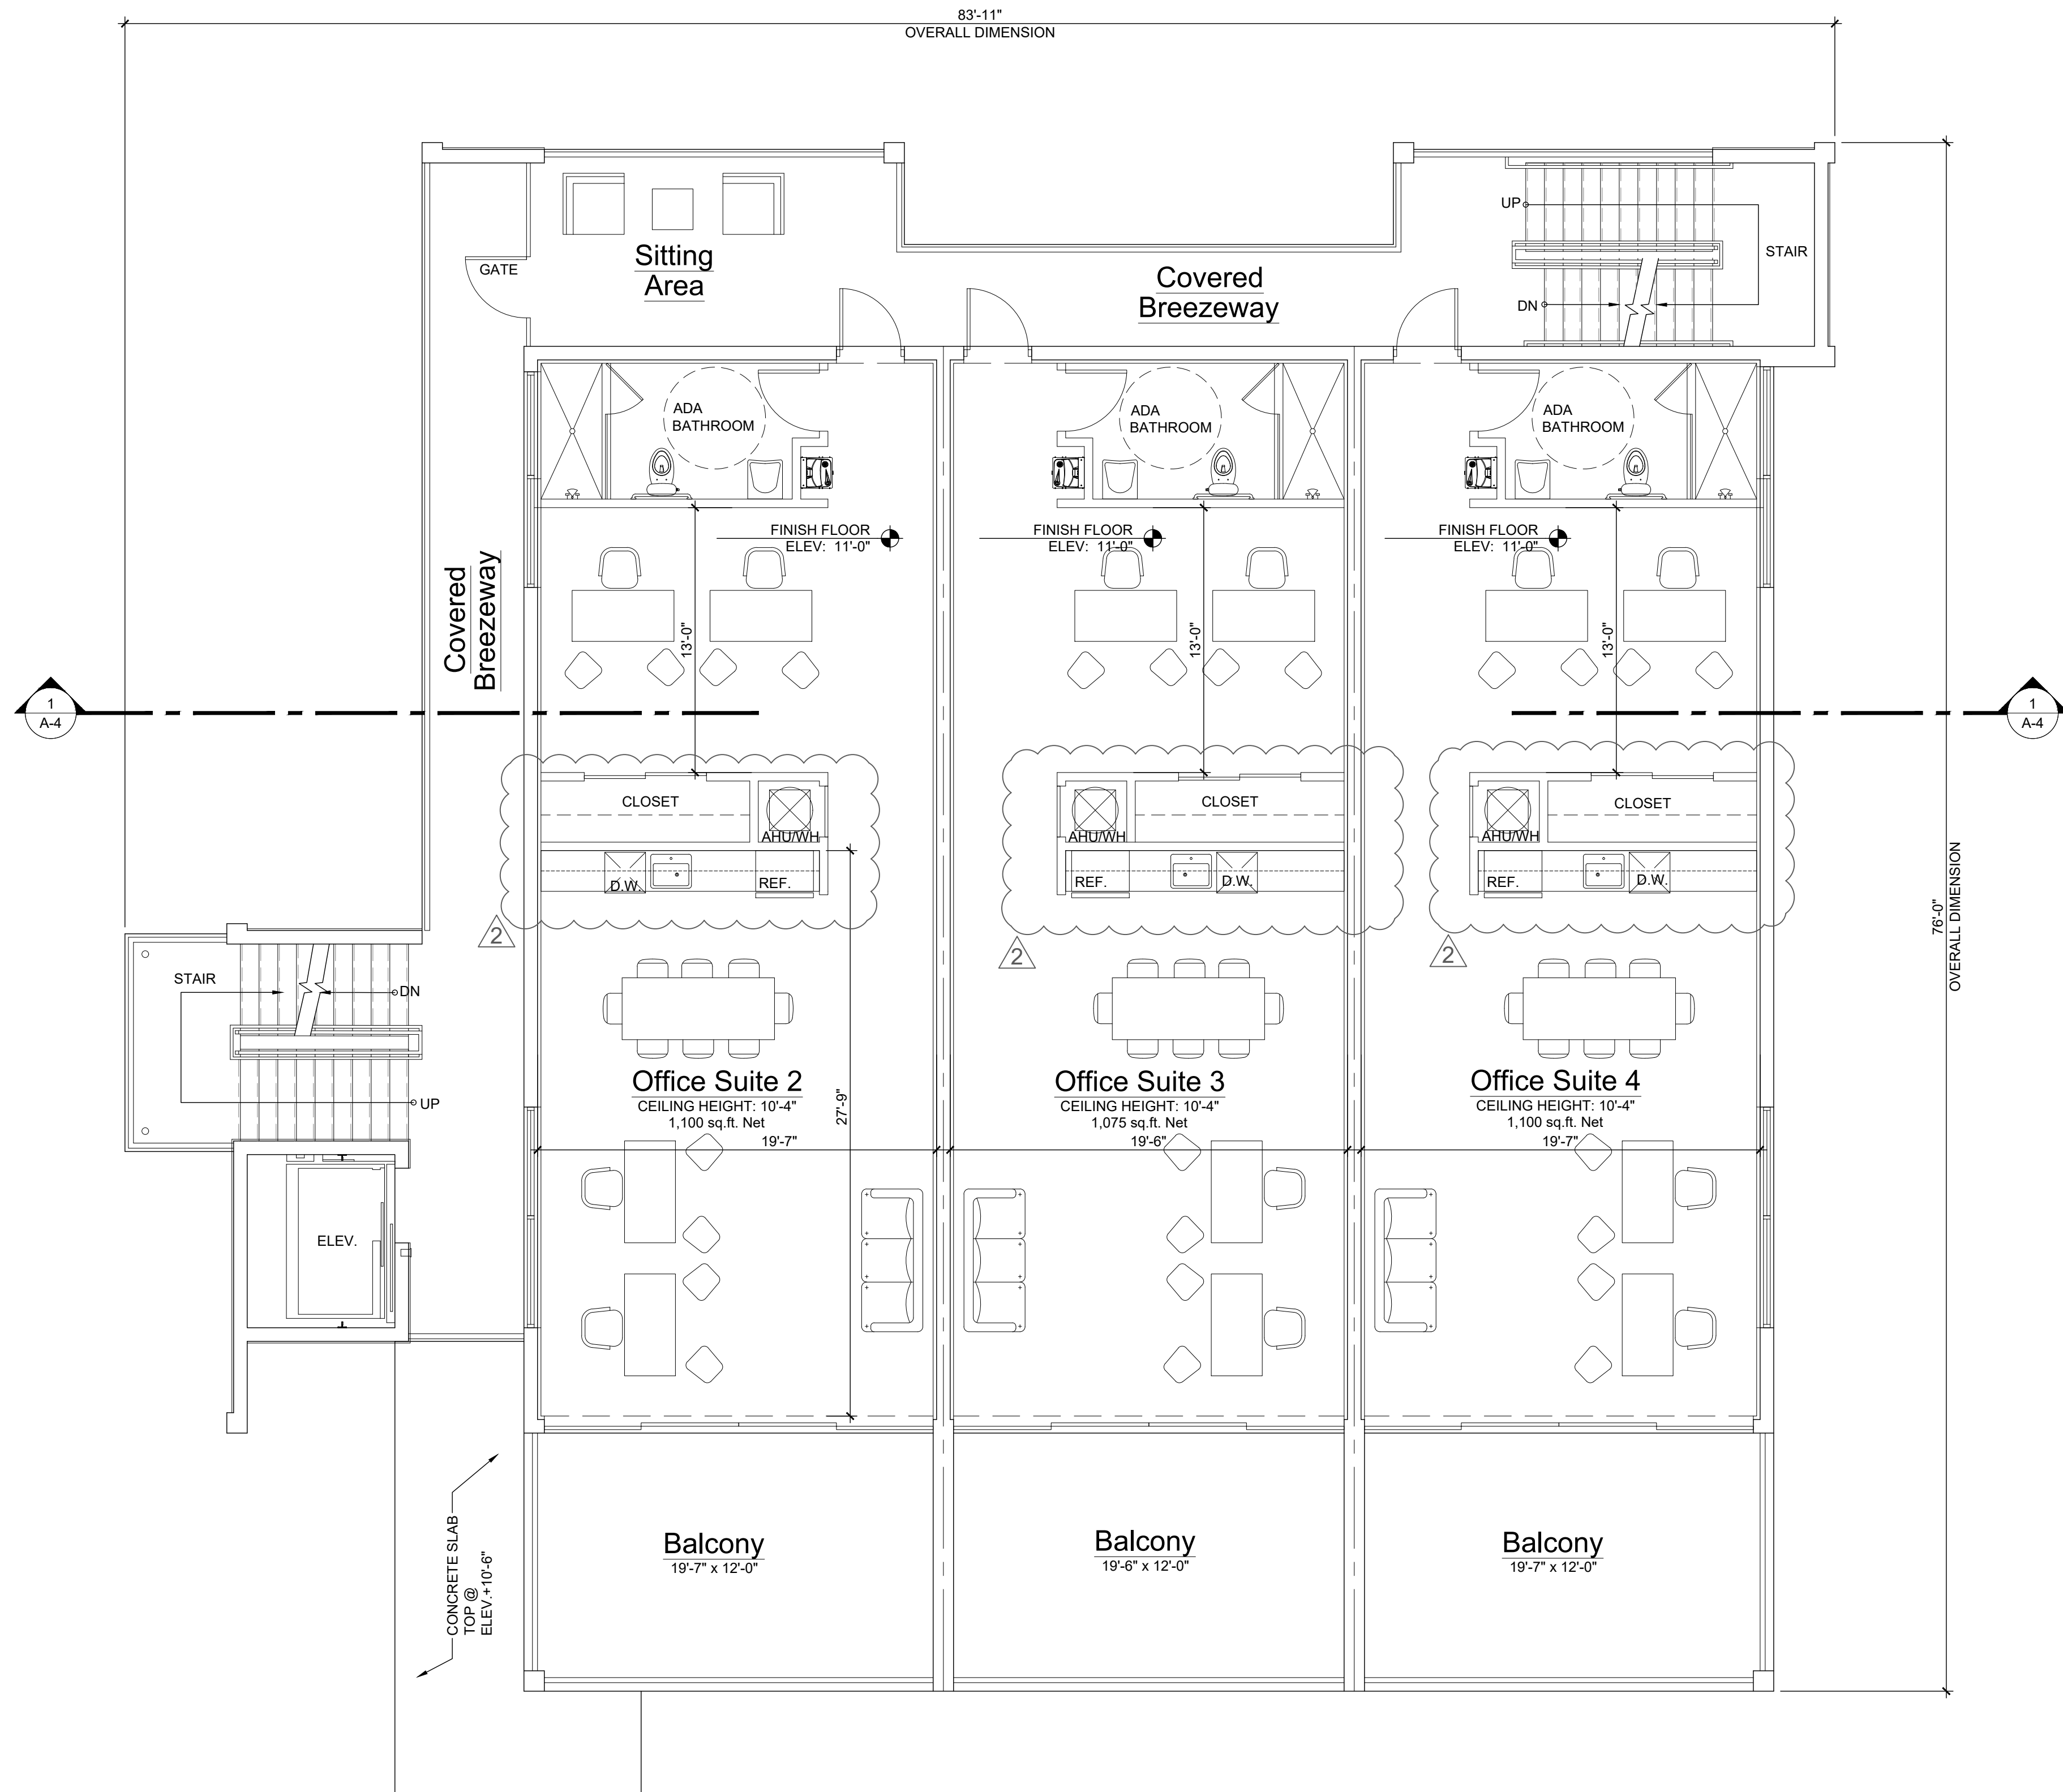 83'-11"
OVERALL DIMENSION
UP
STAIR
GATE
Sitting
Area
Covered
Breezeway
DN
ADA
BATHROOM
ADA
BATHROOM
ADA
BATHROOM
FINISH FLOOR
ELEV: 11'-0"
FINISH FLOOR
ELEV: 11'-0"
FINISH FLOOR
ELEV: 11'-0"
Covered
Breezeway
13'-0"
13'-0"
13'-0"
1
A-4
1
A-4
CLOSET
AHU/WH
D.W.
REF.
AHU/WH
CLOSET
REF.
D.W.
AHU/WH
CLOSET
REF.
D.W.
76'-0"
OVERALL DIMENSION
2
2
2
STAIR
DN
UP
Office Suite 2
CEILING HEIGHT: 10'-4"
1,100 sq.ft. Net
19'-7"
27'-9"
Office Suite 3
CEILING HEIGHT: 10'-4"
1,075 sq.ft. Net
19'-6"
Office Suite 4
CEILING HEIGHT: 10'-4"
1,100 sq.ft. Net
19'-7"
ELEV.
CONCRETE SLAB
TOP @
ELEV.+10'-6"
Balcony
19'-7" x 12'-0"
Balcony
19'-6" x 12'-0"
Balcony
19'-7" x 12'-0"